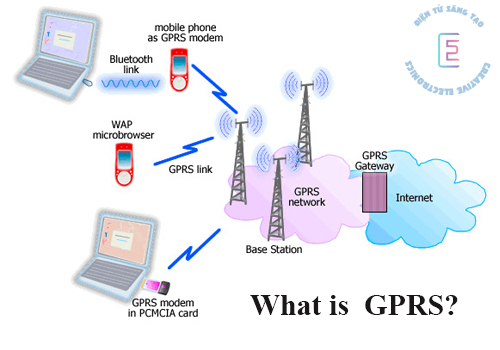 mobile phone
as GPRS modem
Bluetooth
link
WAP
microbrowser
GPRS link
GPRS modem
in PCMCIA card
GPRS
network
Base Station
GPRS
Gateway
Internet
ĐIỆN TỬ SÁNG TẠO
CREATIVE ELECTRONICS
What is GPRS?